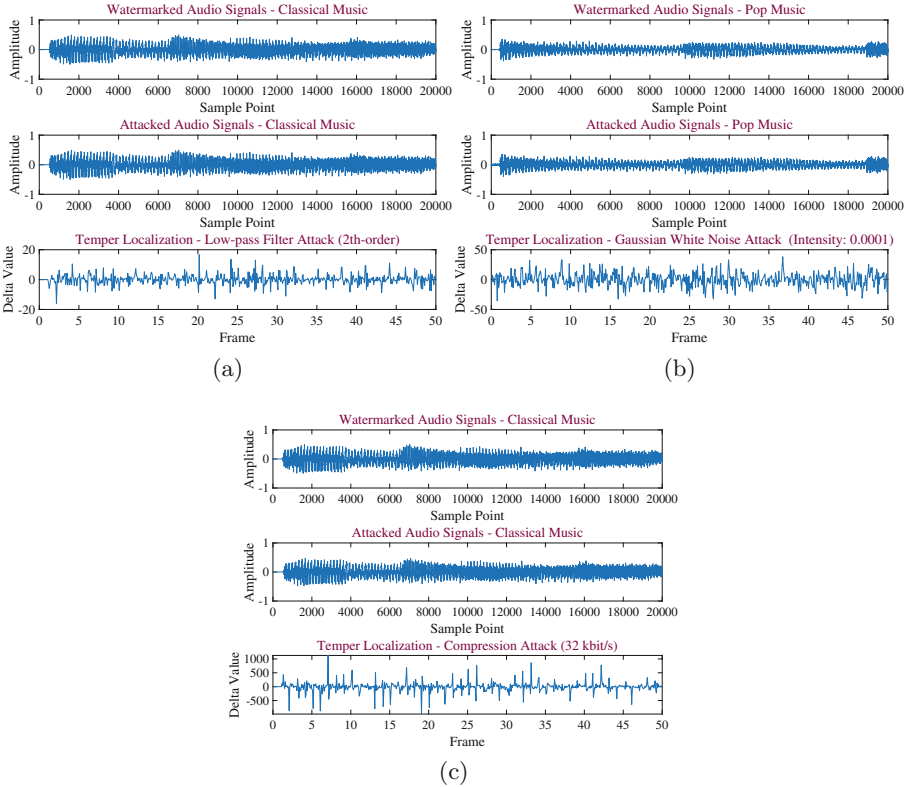 Watermarked Audio Signals - Classical Music
1
0
-1
Amplitude
0 2000 4000 6000 8000 10000 12000 14000 16000 18000 20000
Sample Point
Attacked Audio Signals - Classical Music
1
0
-1
Amplitude
0 2000 4000 6000 8000 10000 12000 14000 16000 18000 20000
Sample Point
Temper Localization - Low-pass Filter Attack (2th-order)
20
0
-20
Delta Value
0 5 10 15 20 25 30 35 40 45 50
Frame
(a)
Watermarked Audio Signals - Pop Music
1
0
-1
Amplitude
0 2000 4000 6000 8000 10000 12000 14000 16000 18000 20000
Sample Point
Attacked Audio Signals - Pop Music
1
0
-1
Amplitude
0 2000 4000 6000 8000 10000 12000 14000 16000 18000 20000
Sample Point
Temper Localization - Gaussian White Noise Attack (Intensity: 0.0001)
50
0
-50
Delta Value
0 5 10 15 20 25 30 35 40 45 50
Frame
(b)
Watermarked Audio Signals - Classical Music
1
0
-1
Amplitude
0 2000 4000 6000 8000 10000 12000 14000 16000 18000 20000
Sample Point
Attacked Audio Signals - Classical Music
1
0
-1
Amplitude
0 2000 4000 6000 8000 10000 12000 14000 16000 18000 20000
Sample Point
Temper Localization - Compression Attack (32 kbit/s)
1000
500
0
-500
Delta Value
0 5 10 15 20 25 30 35 40 45 50
Frame
(c)